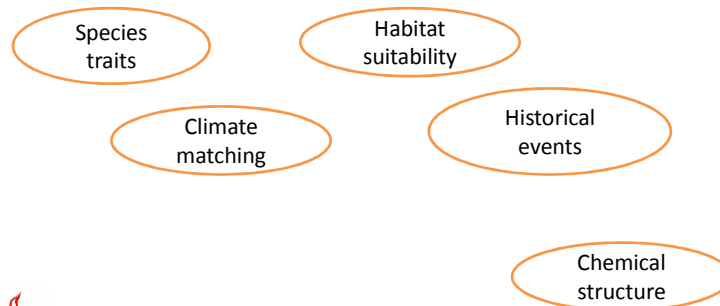 Species
traits
Habitat
suitability
Climate
matching
Historical
events
Chemical
structure